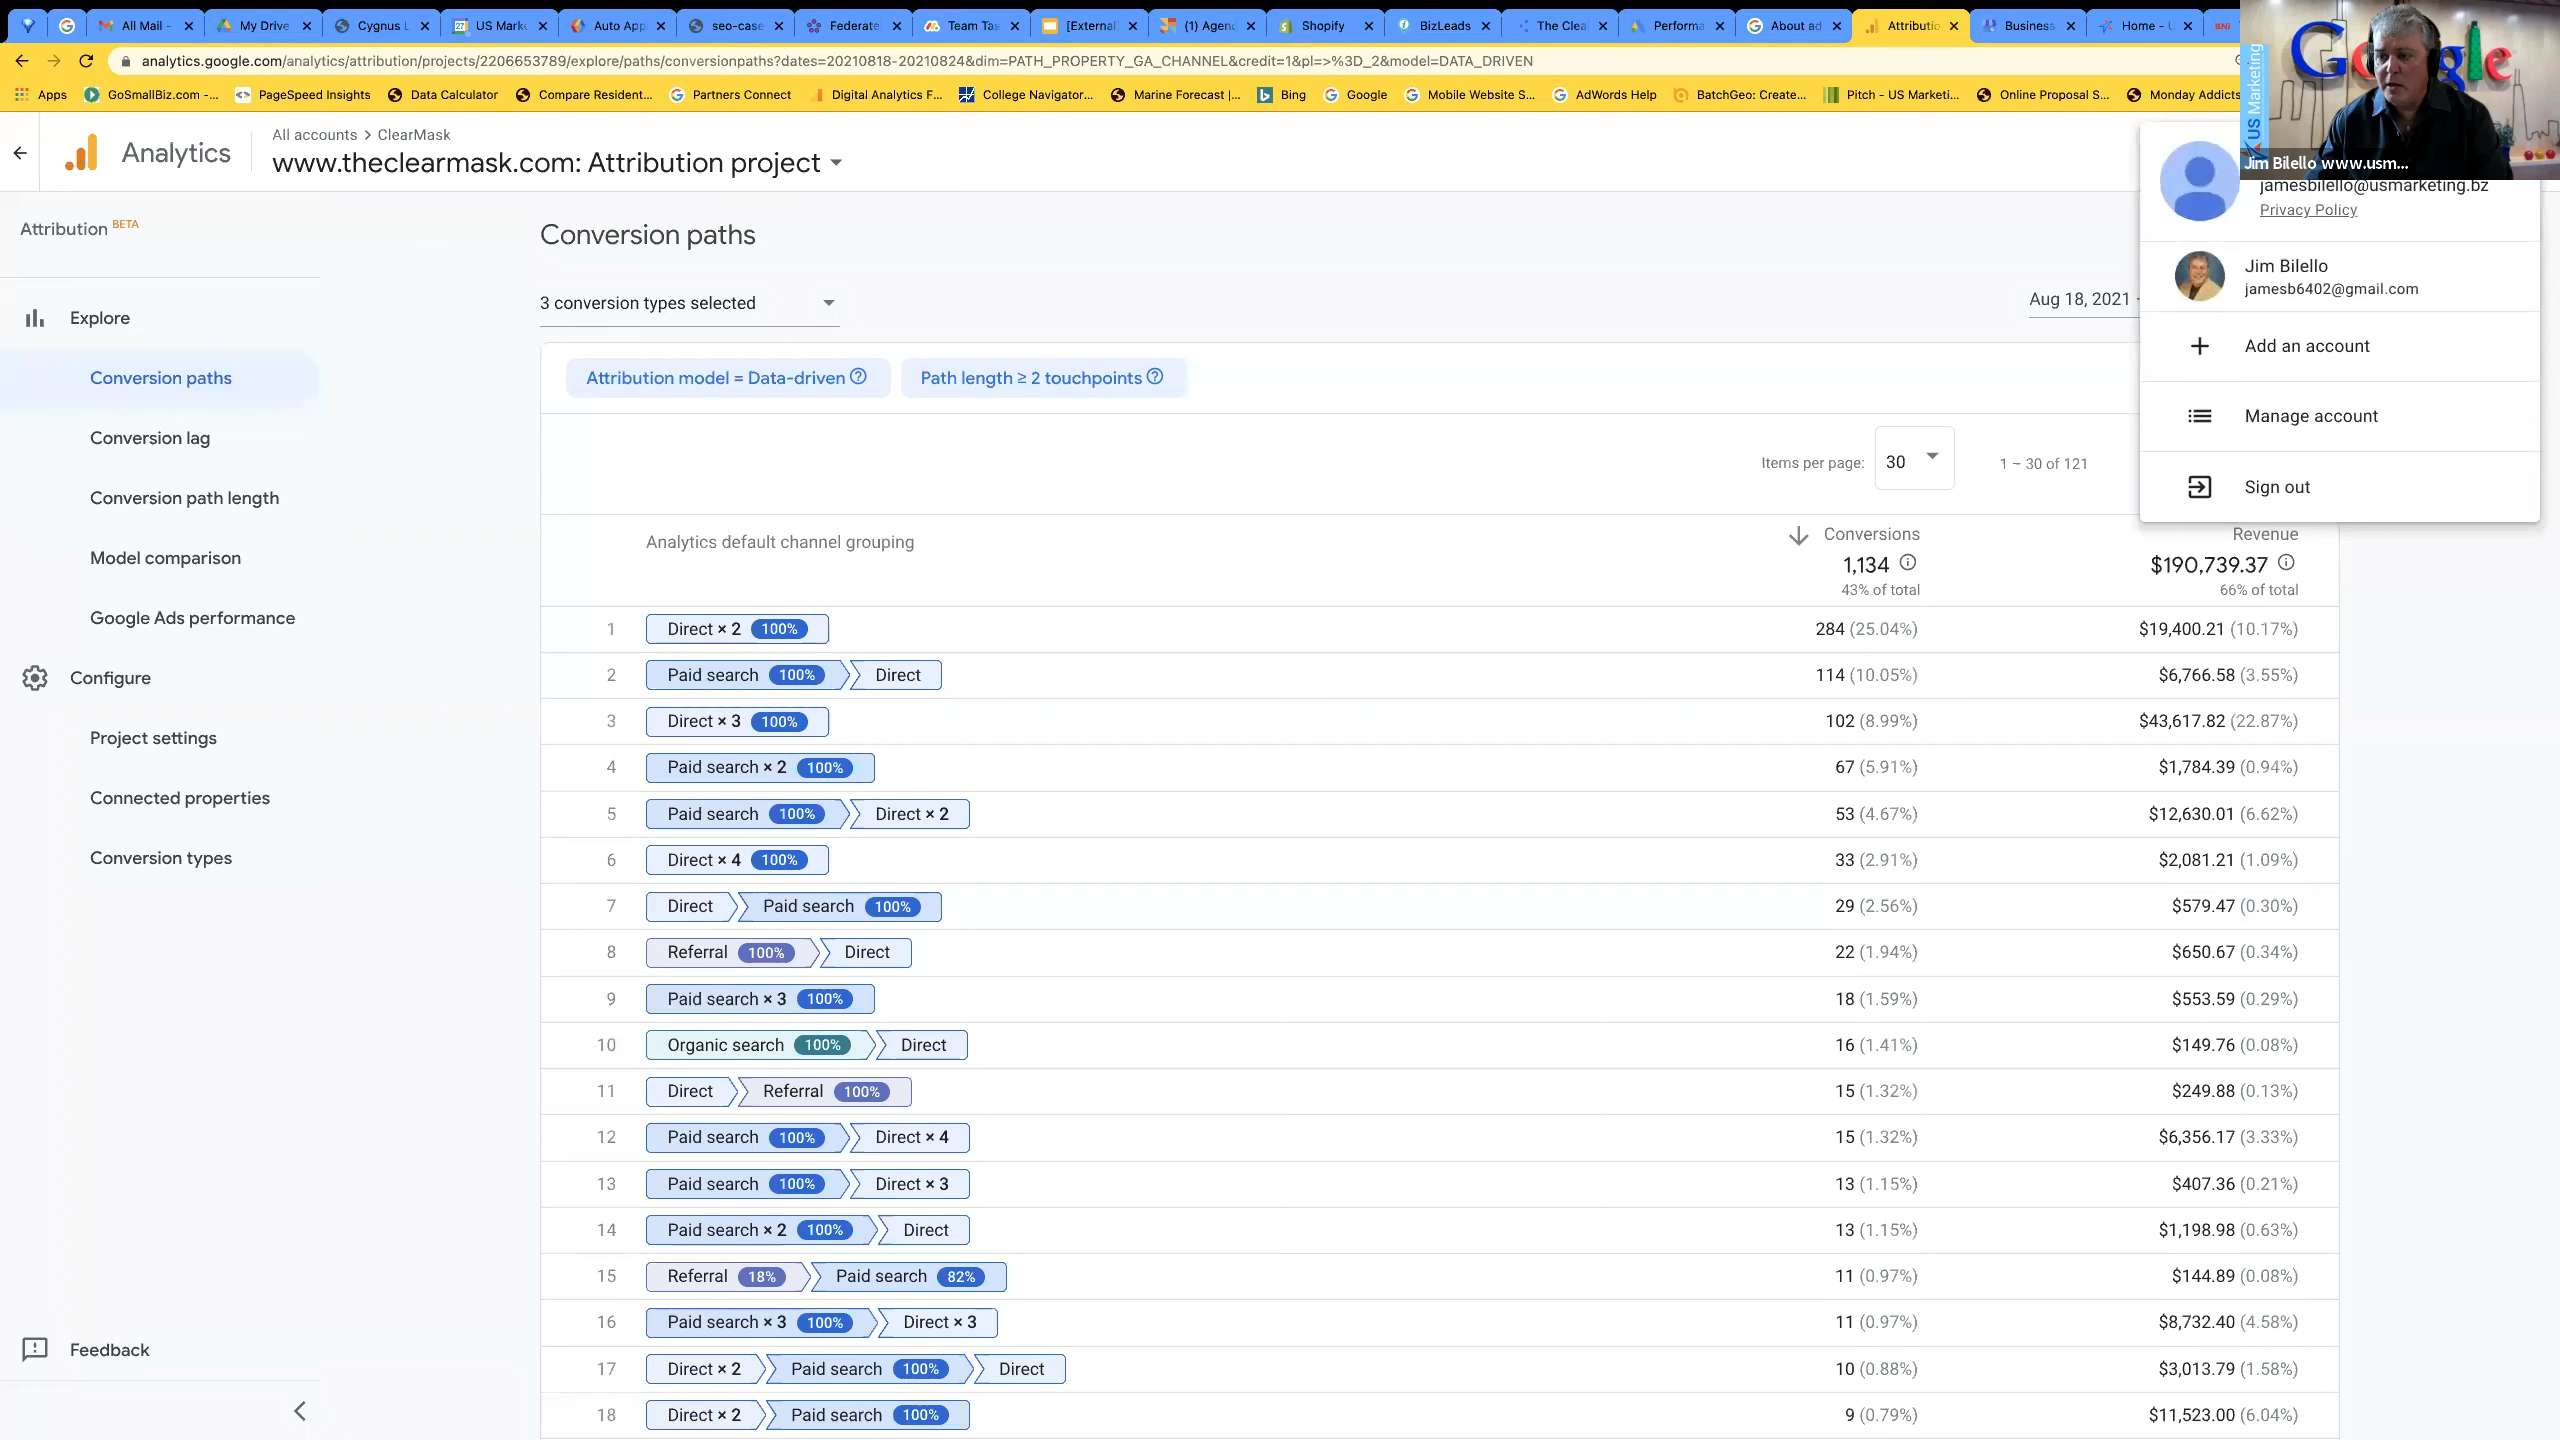 All Mail -
My Drive
Cygnus L
US Mark
Auto App
seo-case
Federate
Team Tas
[External
(1) Agen
Shopify
BizLeads
The Clea
Performa
About ad
Attributio
Business
Home - U
BNI
analytics.google.com/analytics/attribution/projects/2206653789/explore/paths/conversionpaths?dates=20210818-20210824&dim=PATH_PROPERTY_GA_CHANNEL&credit=1&pl=>%3D_2&model=DATA_DRIVEN
Apps
GoSmallBiz.com -...
PageSpeed Insights
Data Calculator
Compare Resident...
Partners Connect
Digital Analytics F...
College Navigator...
Marine Forecast |...
Bing
Google
Mobile Website S...
AdWords Help
BatchGeo: Create...
Pitch - US Marketi...
Online Proposal S...
Monday Addicts
US Marketing
Jim Bilello www.usm...
Analytics
All accounts > ClearMask
www.theclearmask.com: Attribution project
jamesbilello@usmarketing.bz
Privacy Policy
Jim Bilello
jamesb6402@gmail.com
Add an account
Manage account
Sign out
Attribution BETA
Explore
Conversion paths
Conversion lag
Conversion path length
Model comparison
Google Ads performance
Configure
Project settings
Connected properties
Conversion types
Feedback
Conversion paths
3 conversion types selected
Aug 18, 2021 -
Attribution model = Data-driven
Path length ≥ 2 touchpoints
Items per page: 30 1 – 30 of 121
Analytics default channel grouping
Conversions
1,134
43% of total
Revenue
$190,739.37
66% of total
1 Direct × 2 100% 284 (25.04%) $19,400.21 (10.17%)
2 Paid search 100% Direct 114 (10.05%) $6,766.58 (3.55%)
3 Direct × 3 100% 102 (8.99%) $43,617.82 (22.87%)
4 Paid search × 2 100% 67 (5.91%) $1,784.39 (0.94%)
5 Paid search 100% Direct × 2 53 (4.67%) $12,630.01 (6.62%)
6 Direct × 4 100% 33 (2.91%) $2,081.21 (1.09%)
7 Direct Paid search 100% 29 (2.56%) $579.47 (0.30%)
8 Referral 100% Direct 22 (1.94%) $650.67 (0.34%)
9 Paid search × 3 100% 18 (1.59%) $553.59 (0.29%)
10 Organic search 100% Direct 16 (1.41%) $149.76 (0.08%)
11 Direct Referral 100% 15 (1.32%) $249.88 (0.13%)
12 Paid search 100% Direct × 4 15 (1.32%) $6,356.17 (3.33%)
13 Paid search 100% Direct × 3 13 (1.15%) $407.36 (0.21%)
14 Paid search × 2 100% Direct 13 (1.15%) $1,198.98 (0.63%)
15 Referral 18% Paid search 82% 11 (0.97%) $144.89 (0.08%)
16 Paid search × 3 100% Direct × 3 11 (0.97%) $8,732.40 (4.58%)
17 Direct × 2 Paid search 100% Direct 10 (0.88%) $3,013.79 (1.58%)
18 Direct × 2 Paid search 100% 9 (0.79%) $11,523.00 (6.04%)